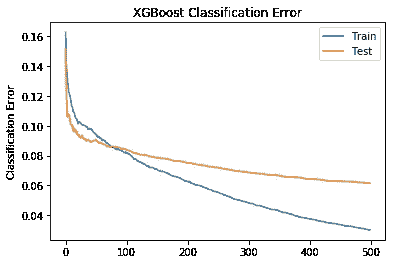 XGBoost Classification Error
Train
Test
Classification Error
0.16
0.14
0.12
0.10
0.08
0.06
0.04
0 100 200 300 400 500